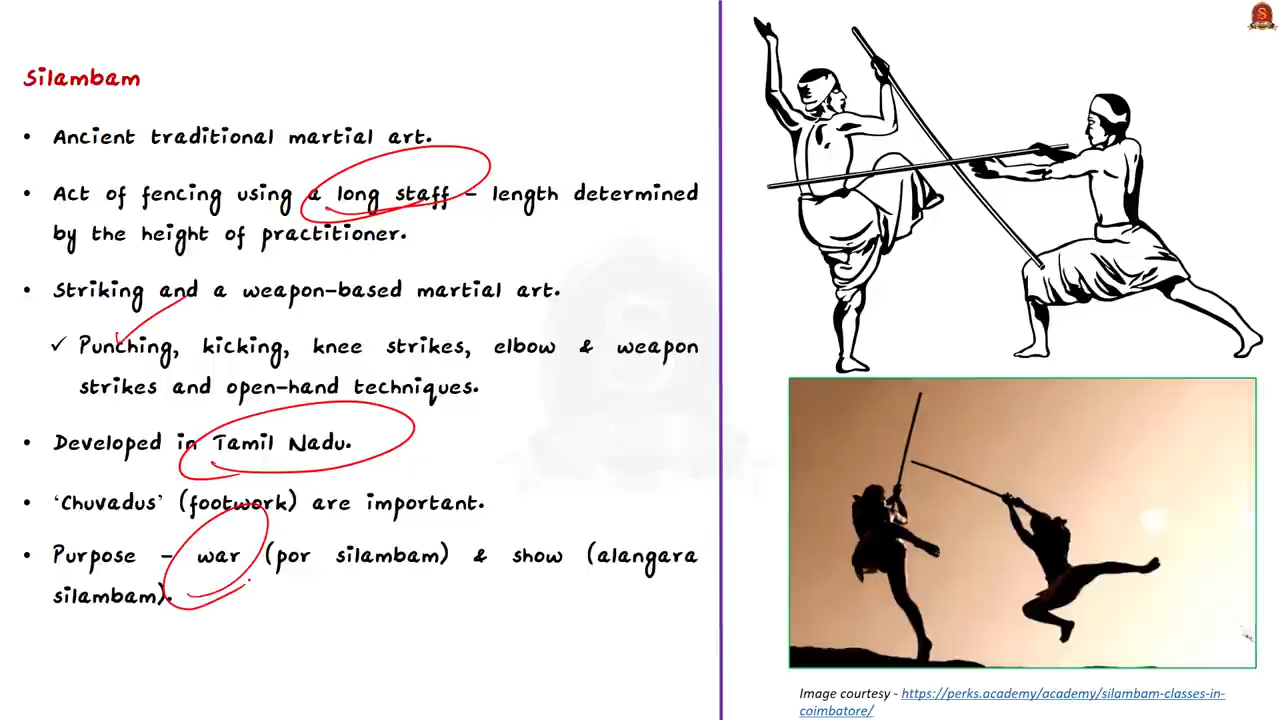 Silambam
• Ancient traditional martial art.
• Act of fencing using a long staff – length determined
by the height of practitioner.
• Striking and a weapon-based martial art.
✓ Punching, kicking, knee strikes, elbow & weapon
strikes and open-hand techniques.
• Developed in Tamil Nadu.
• ‘Chuvadus’ (footwork) are important.
• Purpose – war (por silambam) & show (alangara
silambam).
Image courtesy - https://perks.academy/academy/silambam-classes-in-
coimbatore/